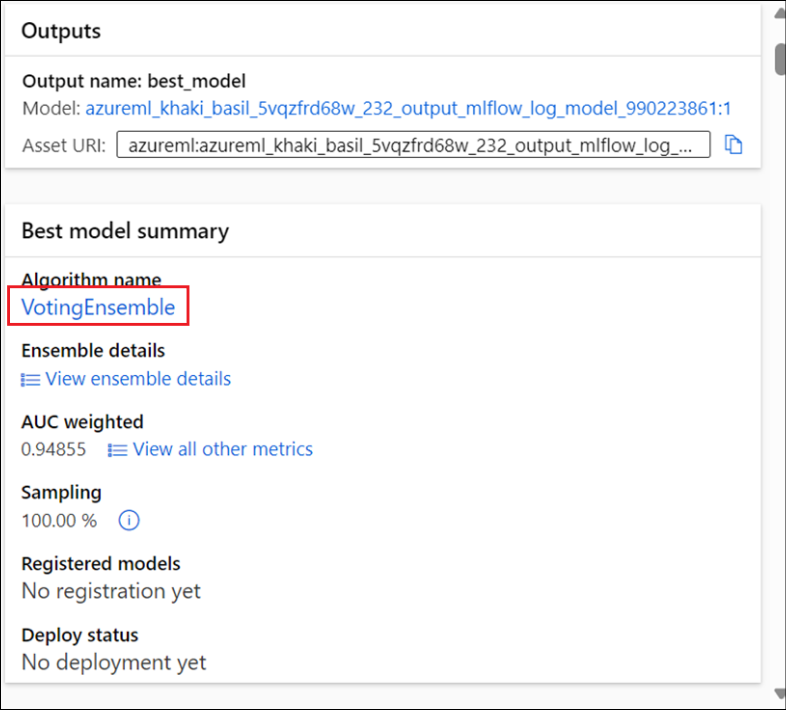 Outputs
Output name: best_model
Model: azureml_khaki_basil_5vqzfrd68w_232_output_mlflow_log_model_990223861:1
Asset URI: azureml:azureml_khaki_basil_5vqzfrd68w_232_output_mlflow_log_...
Best model summary
Algorithm name
VotingEnsemble
Ensemble details
View ensemble details
AUC weighted
0.94855 View all other metrics
Sampling
100.00 %
Registered models
No registration yet
Deploy status
No deployment yet